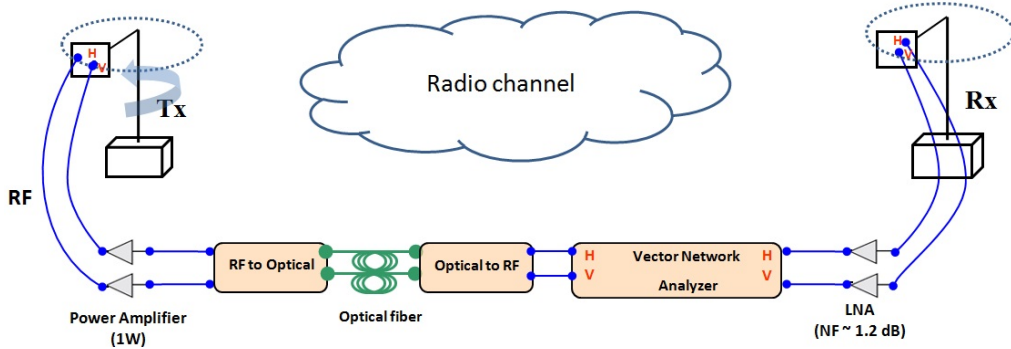 H
V
Tx
Radio channel
H
V
Rx
RF
RF to Optical
Optical to RF
H
V
Vector Network
Analyzer
H
V
Power Amplifier
(1W)
Optical fiber
LNA
(NF ~ 1.2 dB)